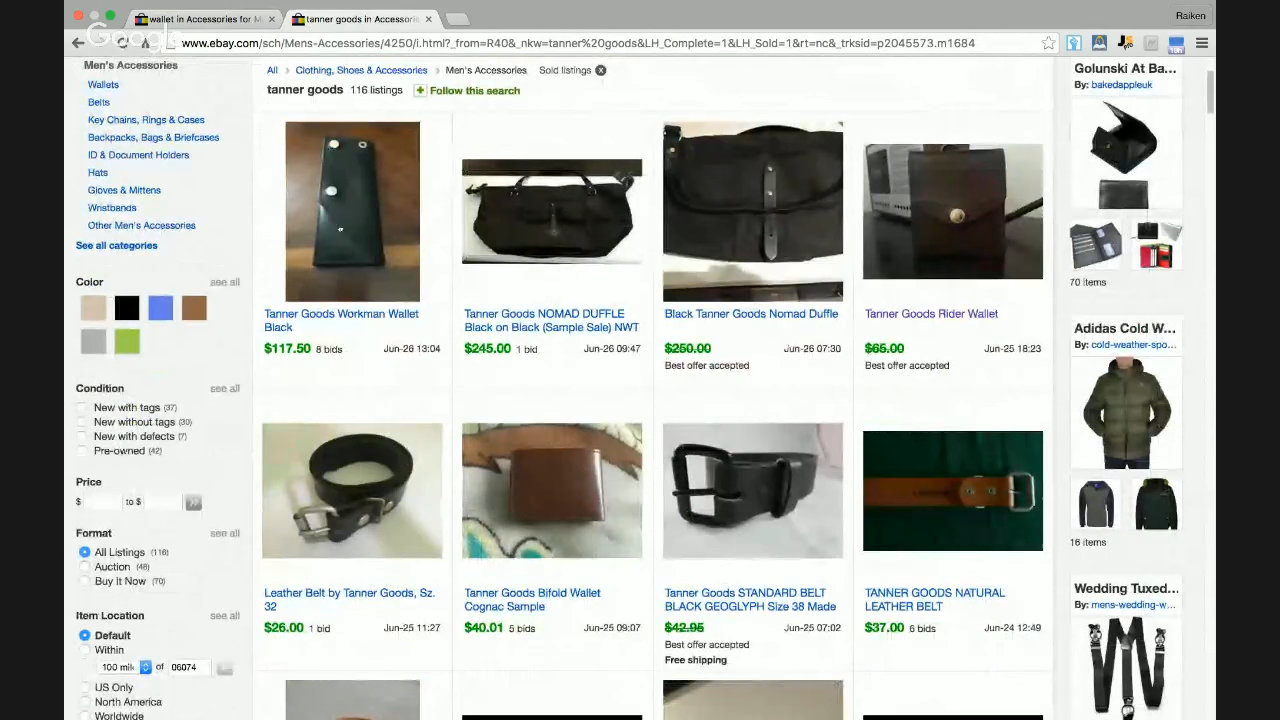 wallet in Accessories for M
tanner goods in Accessorie
Raiken
Google
www.ebay.com/sch/Mens-Accessories/4250/i.html?_from=R40&_nkw=tanner%20goods&LH_Complete=1&LH_Sold=1&rt=nc&_trksid=p2045573.m1684
Men's Accessories
Wallets
Belts
Key Chains, Rings & Cases
Backpacks, Bags & Briefcases
ID & Document Holders
Hats
Gloves & Mittens
Wristbands
Other Men's Accessories
See all categories
Color see all
Condition see all
New with tags (37)
New without tags (30)
New with defects (7)
Pre-owned (42)
Price
$ to $
Format see all
All Listings (116)
Auction (48)
Buy It Now (70)
Item Location see all
Default
Within
100 mile of 06074
US Only
North America
Worldwide
All > Clothing, Shoes & Accessories > Men's Accessories Sold listings
tanner goods 116 listings Follow this search
Tanner Goods Workman Wallet
Black
$117.50 8 bids Jun-26 13:04
Tanner Goods NOMAD DUFFLE
Black on Black (Sample Sale) NWT
$245.00 1 bid Jun-26 09:47
Black Tanner Goods Nomad Duffle
$250.00 Jun-26 07:30
Best offer accepted
Tanner Goods Rider Wallet
$65.00 Jun-25 18:23
Best offer accepted
Leather Belt by Tanner Goods, Sz.
32
$26.00 1 bid Jun-25 11:27
Tanner Goods Bifold Wallet
Cognac Sample
$40.01 5 bids Jun-25 09:07
Tanner Goods STANDARD BELT
BLACK GEOGLYPH Size 38 Made
$42.95 Jun-25 07:02
Best offer accepted
Free shipping
TANNER GOODS NATURAL
LEATHER BELT
$37.00 6 bids Jun-24 12:49
Golunski At Ba...
By: bakedappleuk
70 items
Adidas Cold W...
By: cold-weather-spo...
16 items
Wedding Tuxed...
By: mens-wedding-w...